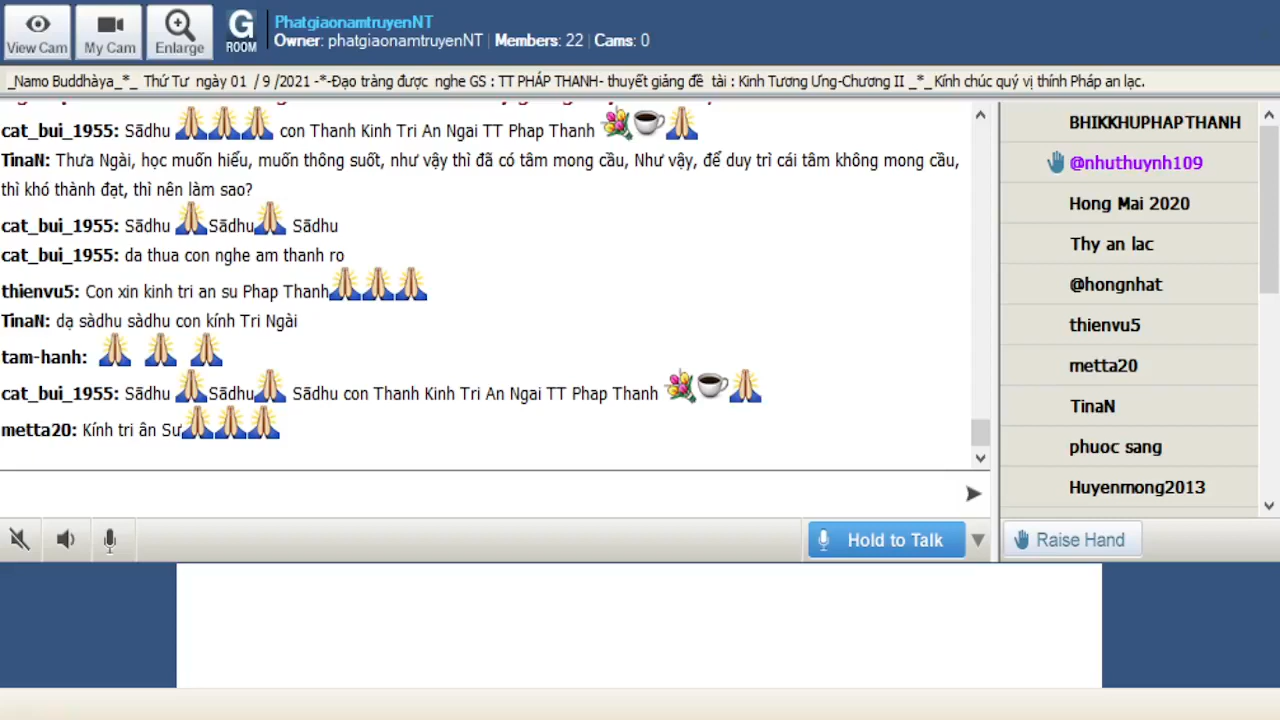 View Cam
My Cam
Enlarge
G
ROOM
PhatgiaonamtruyenNT
Owner: phatgiaonamtruyenNT | Members: 22 | Cams: 0
_Namo Buddhàya_*_ Thứ Tư ngày 01 / 9 /2021 -*-Đạo tràng được nghe GS : TT PHÁP THANH- thuyết giảng đề tài : Kinh Tương Ưng-Chương II _*_Kính chúc quý vị thính Pháp an lạc.
cat_bui_1955: Sādhu con Thanh Kinh Tri An Ngai TT Phap Thanh
TinaN: Thưa Ngài, học muốn hiểu, muốn thông suốt, như vậy thì đã có tâm mong cầu, Như vậy, để duy trì cái tâm không mong cầu,
thì khó thành đạt, thì nên làm sao?
cat_bui_1955: Sādhu Sādhu Sādhu
cat_bui_1955: da thua con nghe am thanh ro
thienvu5: Con xin kinh tri an su Phap Thanh
TinaN: dạ sàdhu sàdhu con kính Tri Ngài
tam-hanh:
cat_bui_1955: Sādhu Sādhu Sādhu con Thanh Kinh Tri An Ngai TT Phap Thanh
metta20: Kính tri ân Sư
BHIKKHUPHAPTHANH
@nhuthuynh109
Hong Mai 2020
Thy an lac
@hongnhat
thienvu5
metta20
TinaN
phuoc sang
Huyenmong2013
Hold to Talk
Raise Hand